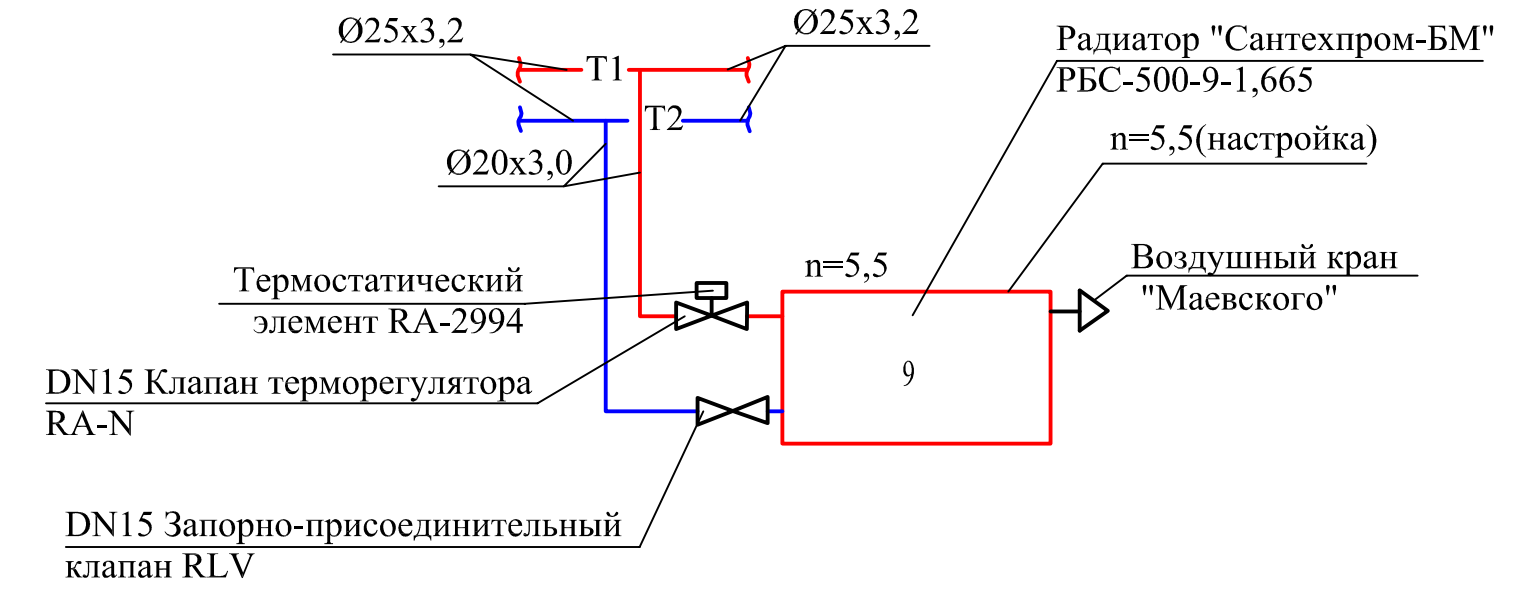 Ø25x3,2
Ø25x3,2
Радиатор "Сантехпром-БМ"
РБС-500-9-1,665
T1
T2
n=5,5(настройка)
Ø20x3,0
Воздушный кран
"Маевского"
n=5,5
Термостатический
элемент RA-2994
9
DN15 Клапан терморегулятора
RA-N
DN15 Запорно-присоединительный
клапан RLV